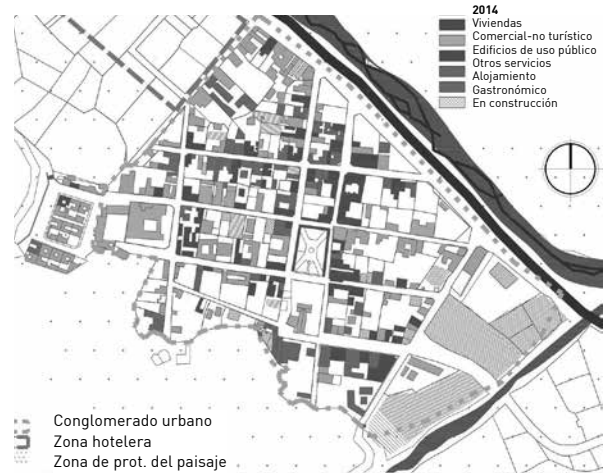 2014
Viviendas
Comercial-no turístico
Edificios de uso público
Otros servicios
Alojamiento
Gastronómico
En construcción
Conglomerado urbano
Zona hotelera
Zona de prot. del paisaje